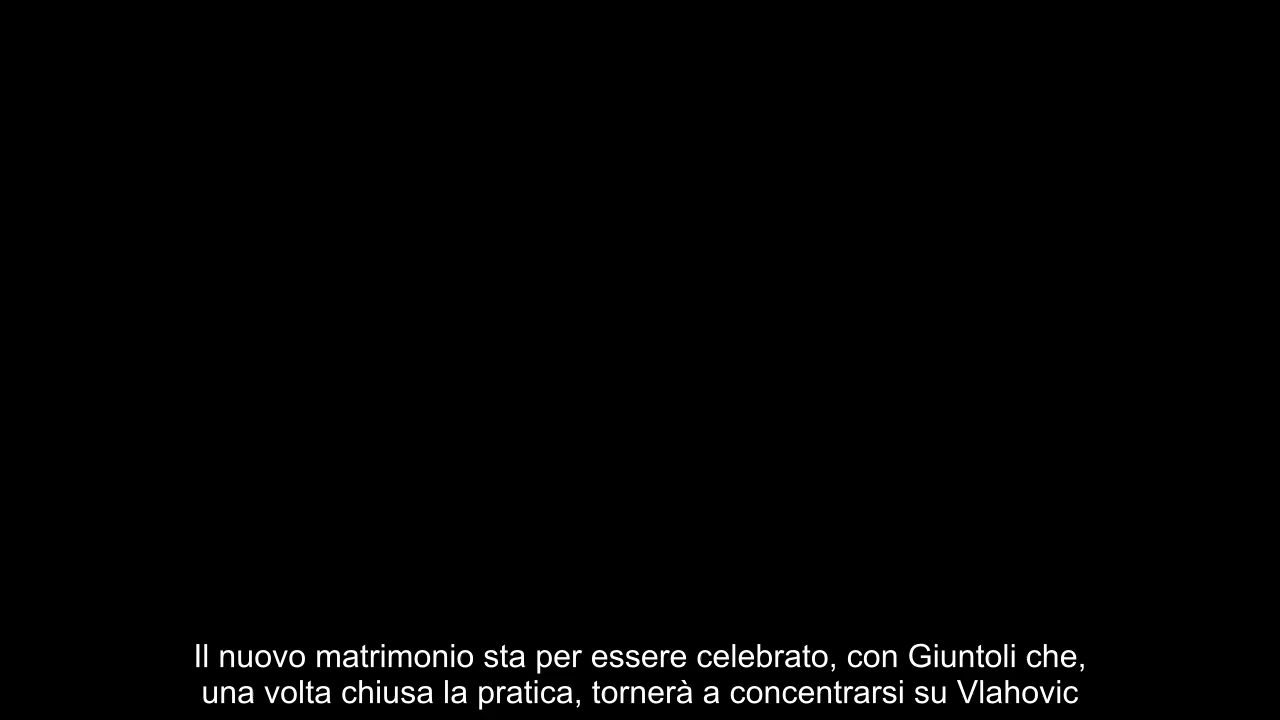 Il nuovo matrimonio sta per essere celebrato, con Giuntoli che,
una volta chiusa la pratica, tornerà a concentrarsi su Vlahovic